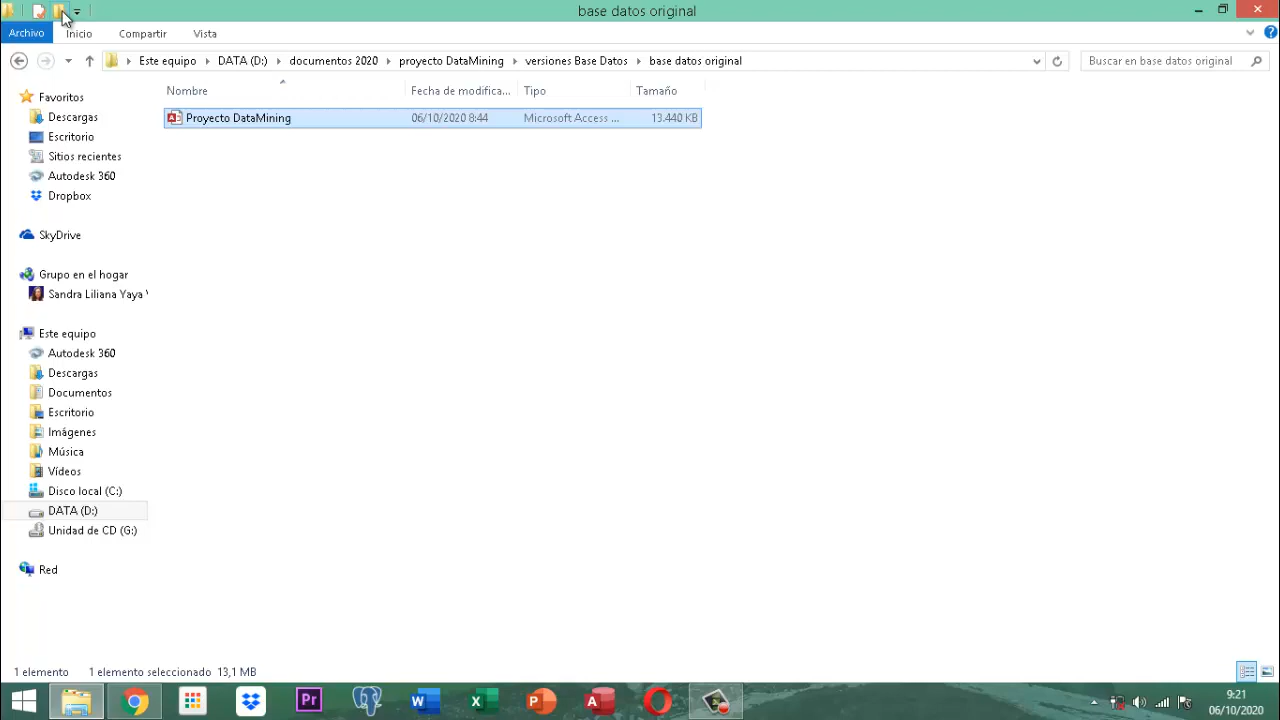 base datos original
Archivo Inicio Compartir Vista
Este equipo DATA (D:) documentos 2020 proyecto DataMining versiones Base Datos base datos original
Buscar en base datos original
Nombre Fecha de modifica... Tipo Tamaño
Proyecto DataMining 06/10/2020 8:44 Microsoft Access ... 13.440 KB
Favoritos
Descargas
Escritorio
Sitios recientes
Autodesk 360
Dropbox
SkyDrive
Grupo en el hogar
Sandra Liliana Yaya
Este equipo
Autodesk 360
Descargas
Documentos
Escritorio
Imágenes
Música
Vídeos
Disco local (C:)
DATA (D:)
Unidad de CD (G:)
Red
1 elemento 1 elemento seleccionado 13,1 MB
Pr W X P A
9:21
06/10/2020